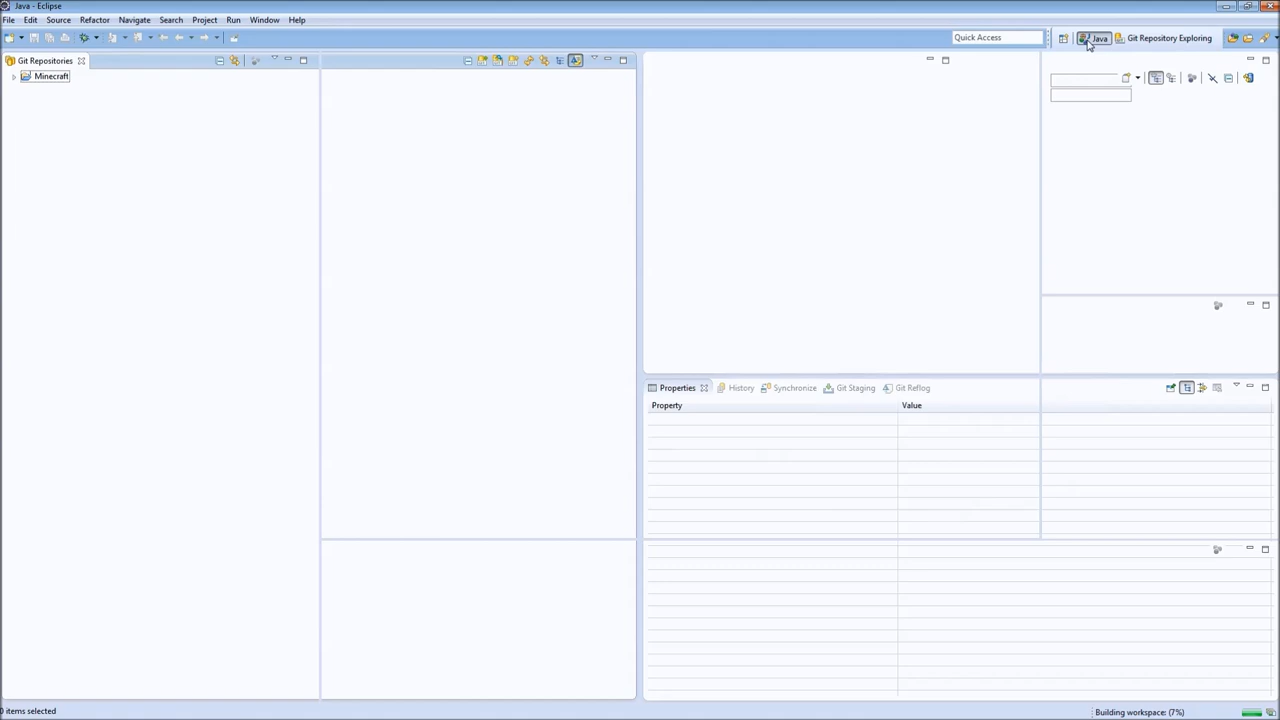 Java - Eclipse
File Edit Source Refactor Navigate Search Project Run Window Help
Quick Access
Java Git Repository Exploring
Git Repositories
Minecraft
Properties History Synchronize Git Staging Git Reflog
Property Value
0 items selected
Building workspace: (7%)